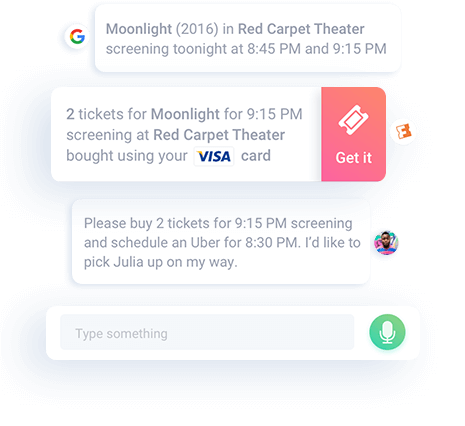 Moonlight (2016) in Red Carpet Theater
screening toonight at 8:45 PM and 9:15 PM
2 tickets for Moonlight for 9:15 PM
screening at Red Carpet Theater
bought using your VISA card
Get it
Please buy 2 tickets for 9:15 PM screening
and schedule an Uber for 8:30 PM. I'd like to
pick Julia up on my way.
Type something